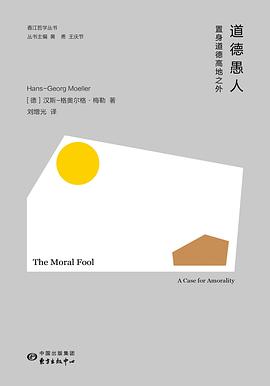 香江哲学丛书
丛书主编 黄 勇 王庆节
道德愚人
置身道德高地之外
Hans-Georg Moeller
［德］汉斯-格奥尔格·梅勒 著
刘增光 译
The Moral Fool
A Case for Amorality
中国出版集团
东方出版中心